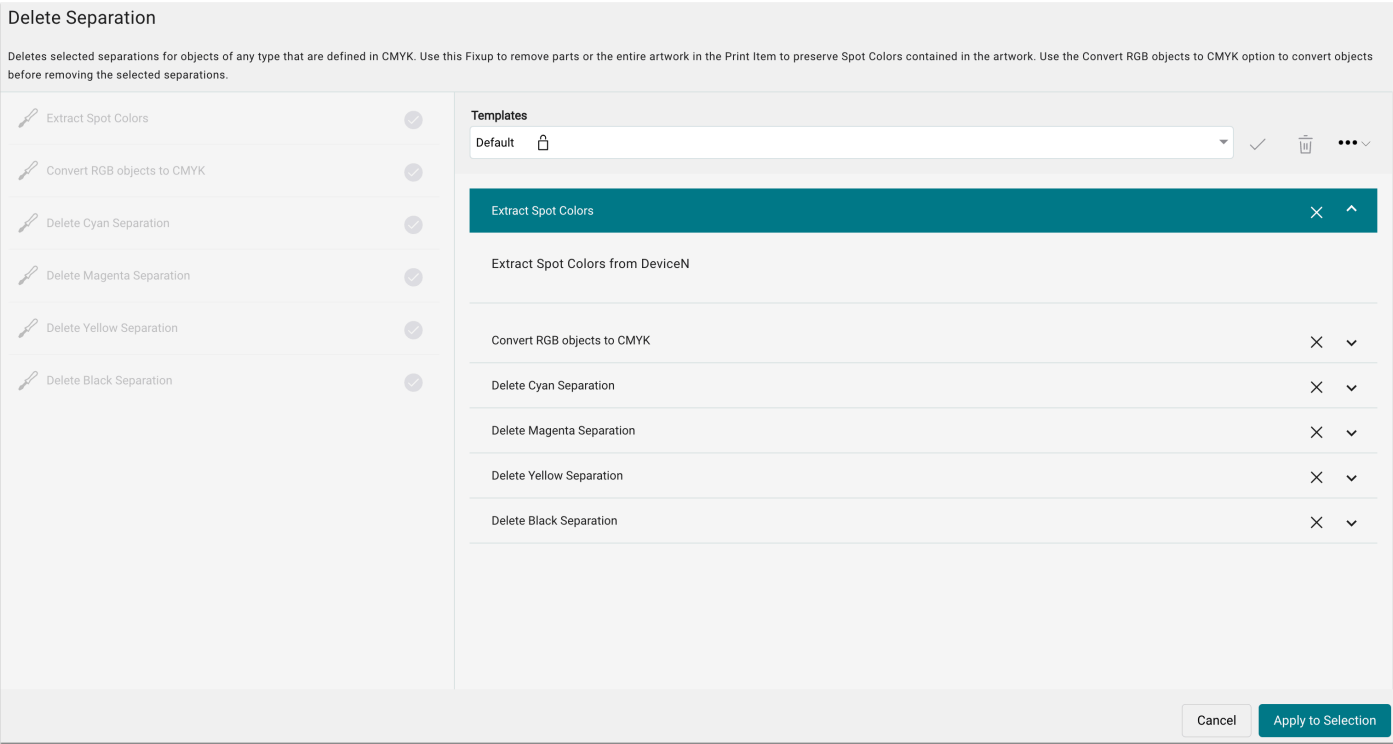 Delete Separation
Deletes selected separations for objects of any type that are defined in CMYK. Use this Fixup to remove parts or the entire artwork in the Print Item to preserve Spot Colors contained in the artwork. Use the Convert RGB objects to CMYK option to convert objects
before removing the selected separations.
Extract Spot Colors
Convert RGB objects to CMYK
Delete Cyan Separation
Delete Magenta Separation
Delete Yellow Separation
Delete Black Separation
Templates
Default
Extract Spot Colors
Extract Spot Colors from DeviceN
Convert RGB objects to CMYK
Delete Cyan Separation
Delete Magenta Separation
Delete Yellow Separation
Delete Black Separation
Cancel
Apply to Selection